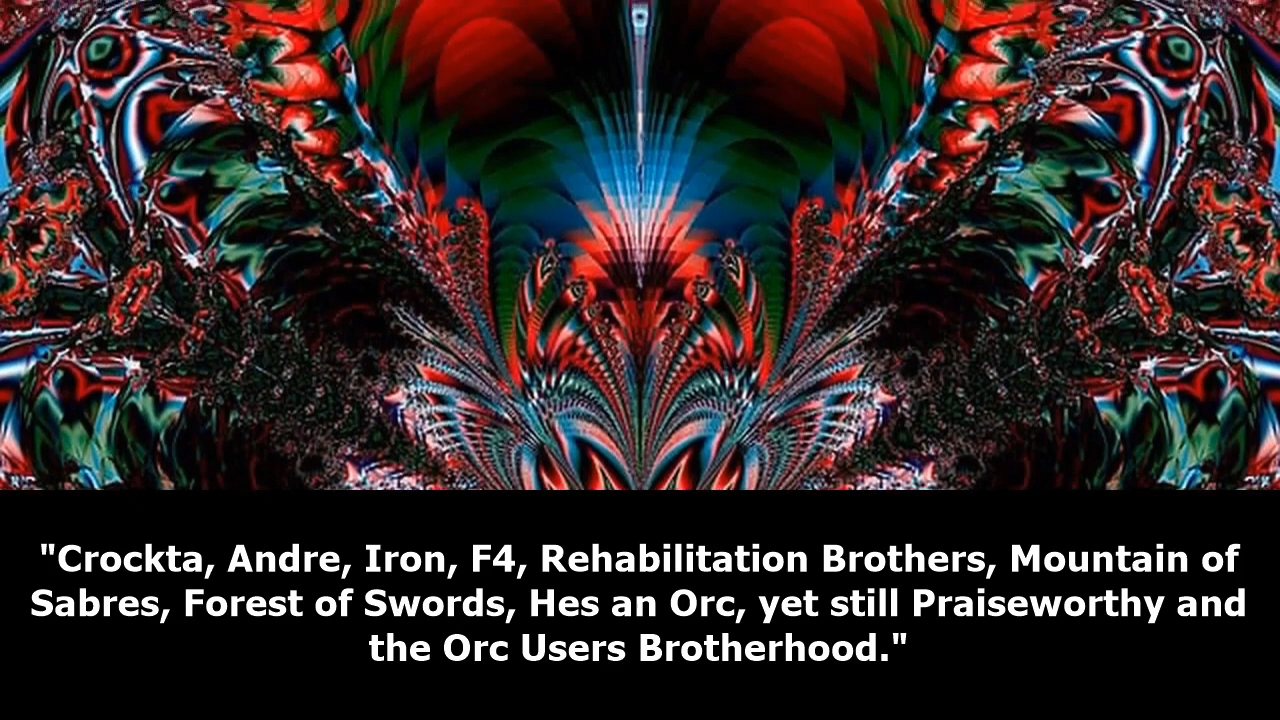 "Crockta, Andre, Iron, F4, Rehabilitation Brothers, Mountain of
Sabres, Forest of Swords, Hes an Orc, yet still Praiseworthy and
the Orc Users Brotherhood."